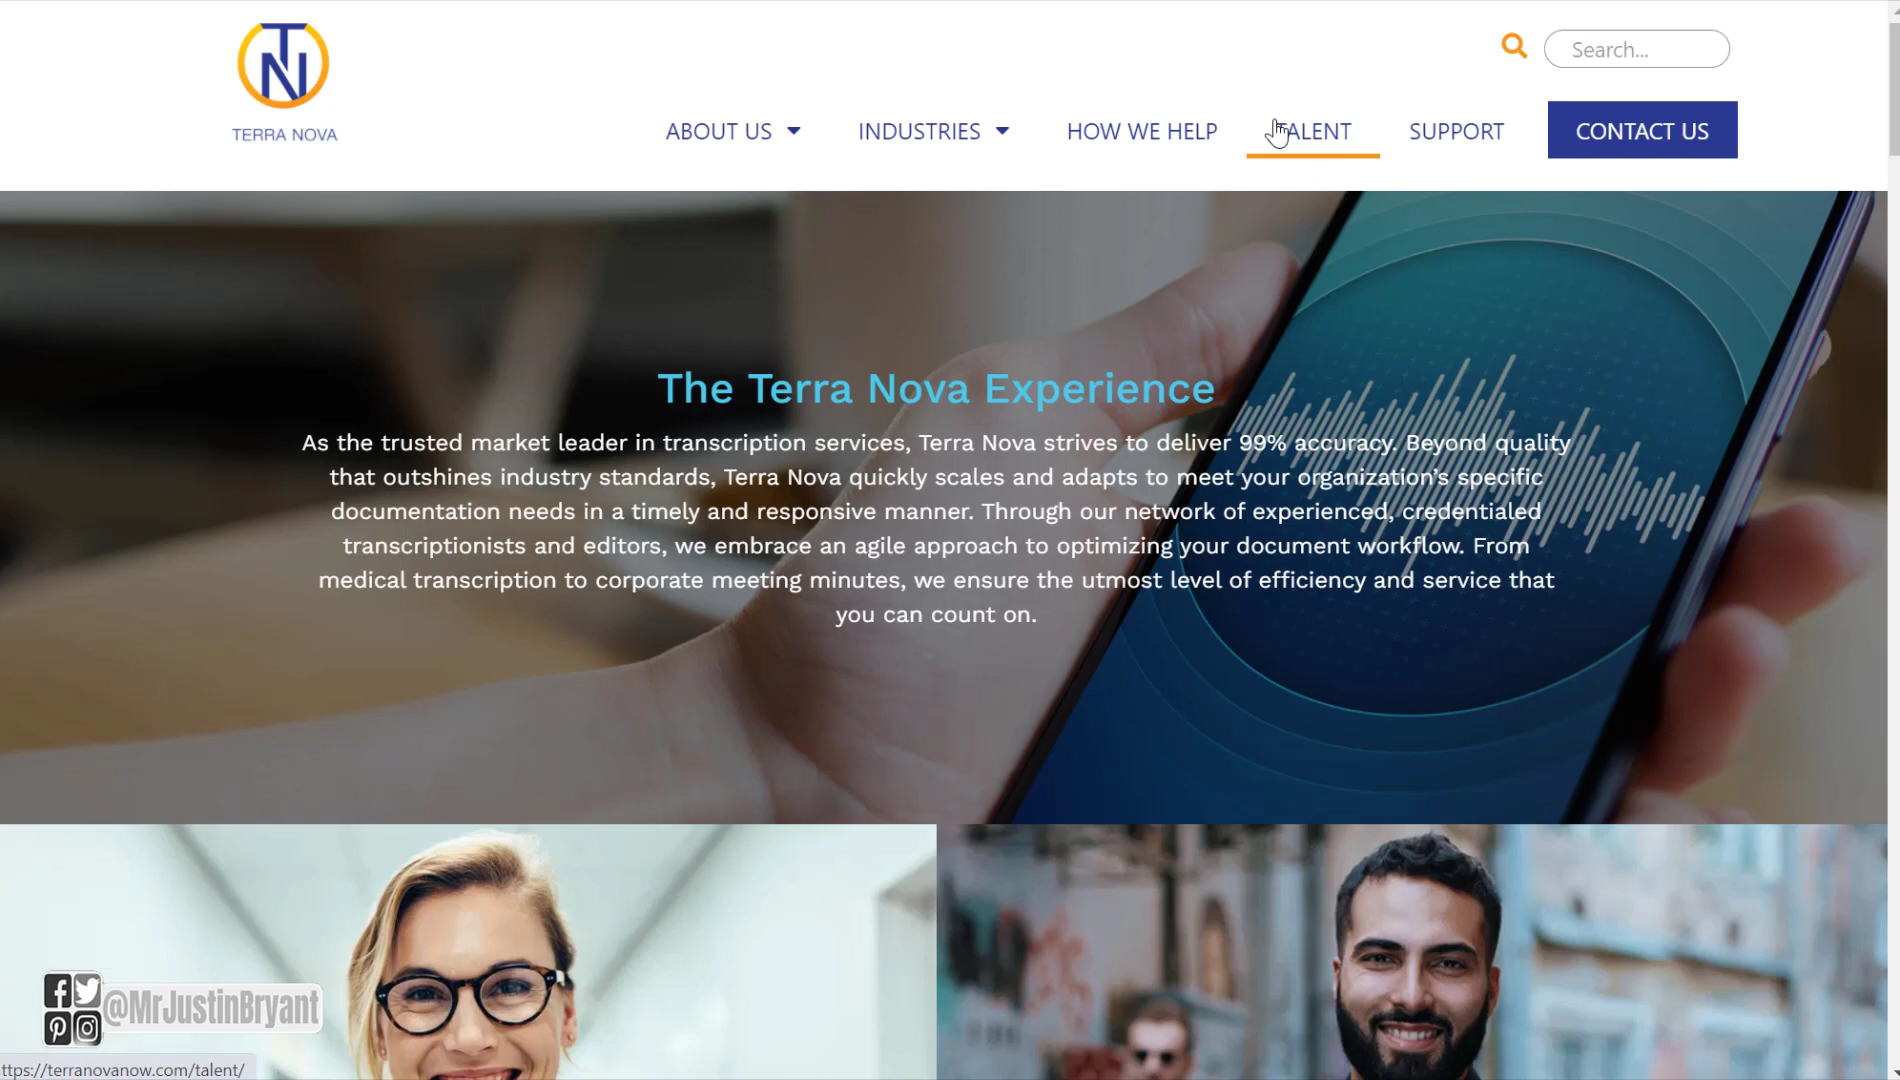 TN
TERRA NOVA
Search...
ABOUT US
INDUSTRIES
HOW WE HELP
TALENT
SUPPORT
CONTACT US
The Terra Nova Experience
As the trusted market leader in transcription services, Terra Nova strives to deliver 99% accuracy. Beyond quality
that outshines industry standards, Terra Nova quickly scales and adapts to meet your organization’s specific
documentation needs in a timely and responsive manner. Through our network of experienced, credentialed
transcriptionists and editors, we embrace an agile approach to optimizing your document workflow. From
medical transcription to corporate meeting minutes, we ensure the utmost level of efficiency and service that
you can count on.
@MrJustinBryant
ttps://terranovanow.com/talent/